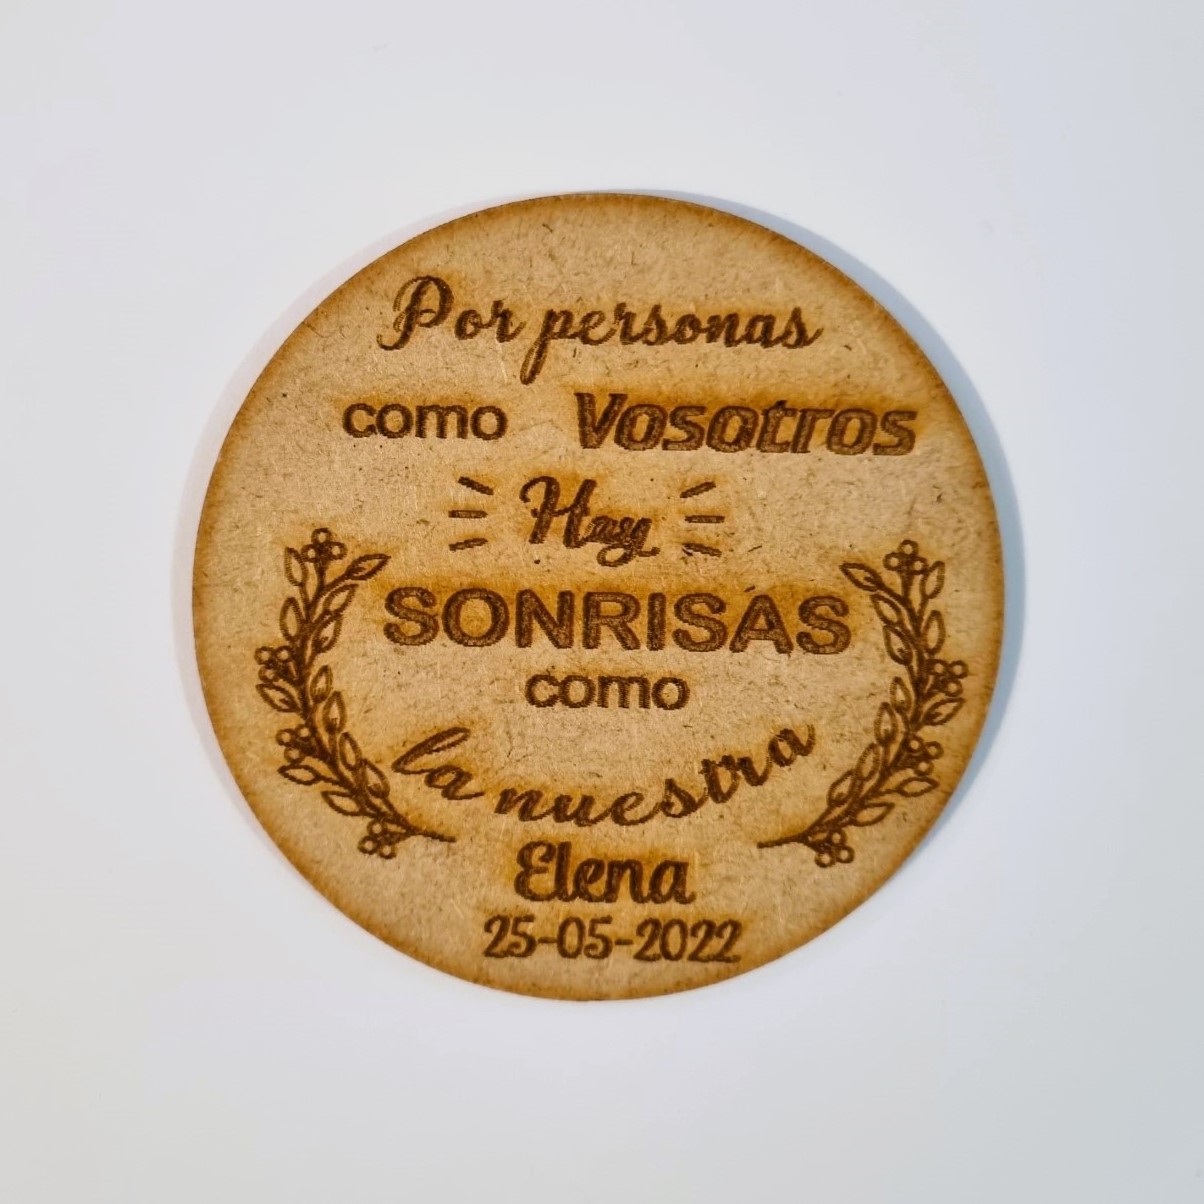 Por personas
como Vosotros
Hay
SONRISAS
como
la nuestra
Elena
25-05-2022